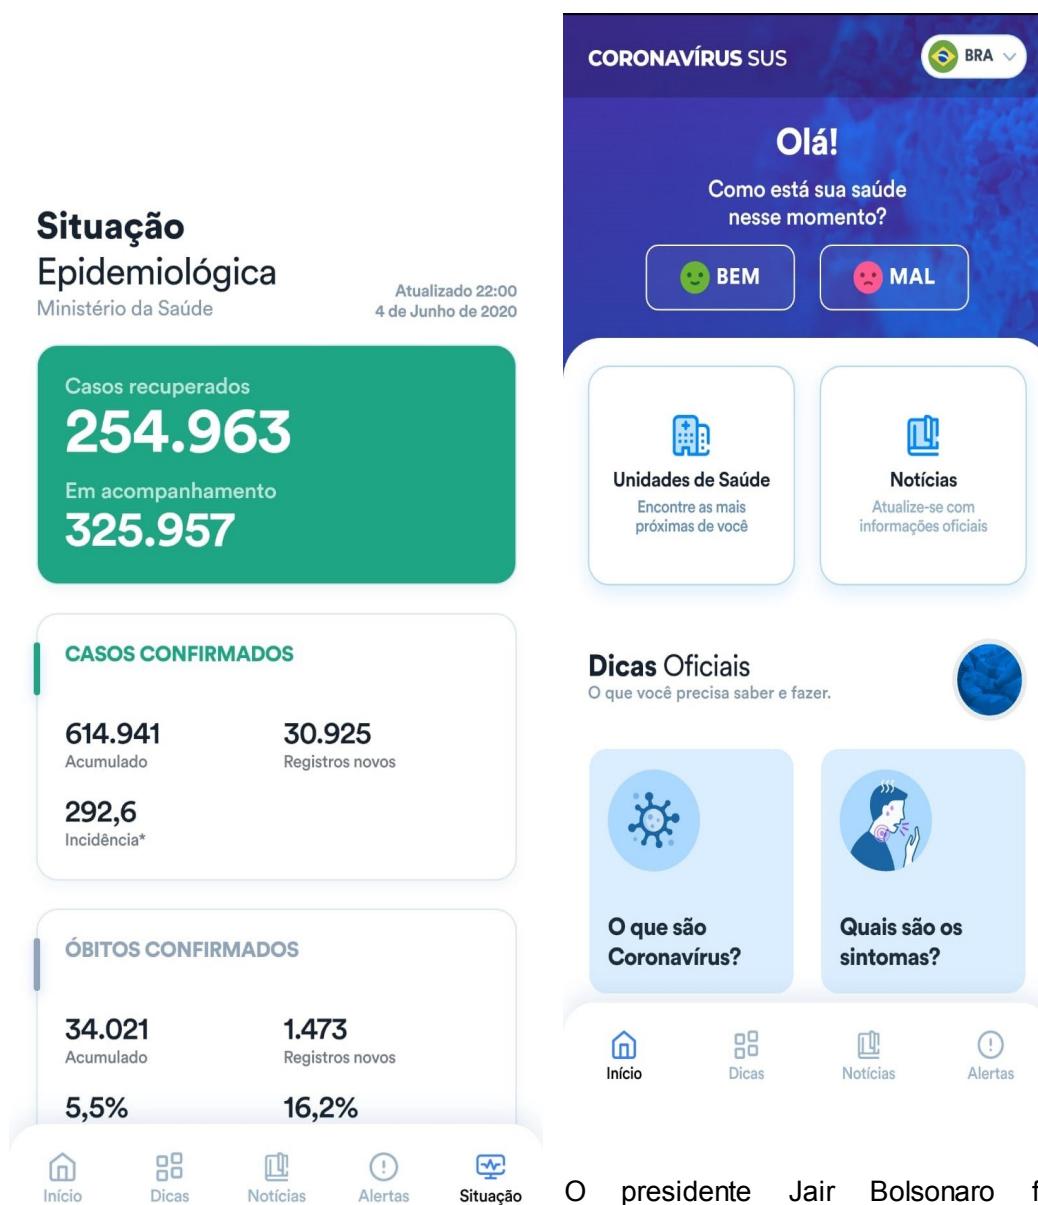 Situação
Epidemiológica
Ministério da Saúde
Atualizado 22:00
4 de Junho de 2020
Casos recuperados
254.963
Em acompanhamento
325.957
CASOS CONFIRMADOS
614.941 30.925
Acumulado Registros novos
292,6
Incidência*
ÓBITOS CONFIRMADOS
34.021 1.473
Acumulado Registros novos
5,5% 16,2%
Início Dicas Notícias Alertas Situação
CORONAVÍRUS SUS BRA
Olá!
Como está sua saúde
nesse momento?
BEM MAL
Unidades de Saúde
Encontre as mais
próximas de você
Notícias
Atualize-se com
informações oficiais
Dicas Oficiais
O que você precisa saber e fazer.
O que são
Coronavírus?
Quais são os
sintomas?
Início Dicas Notícias Alertas
O presidente Jair Bolsonaro